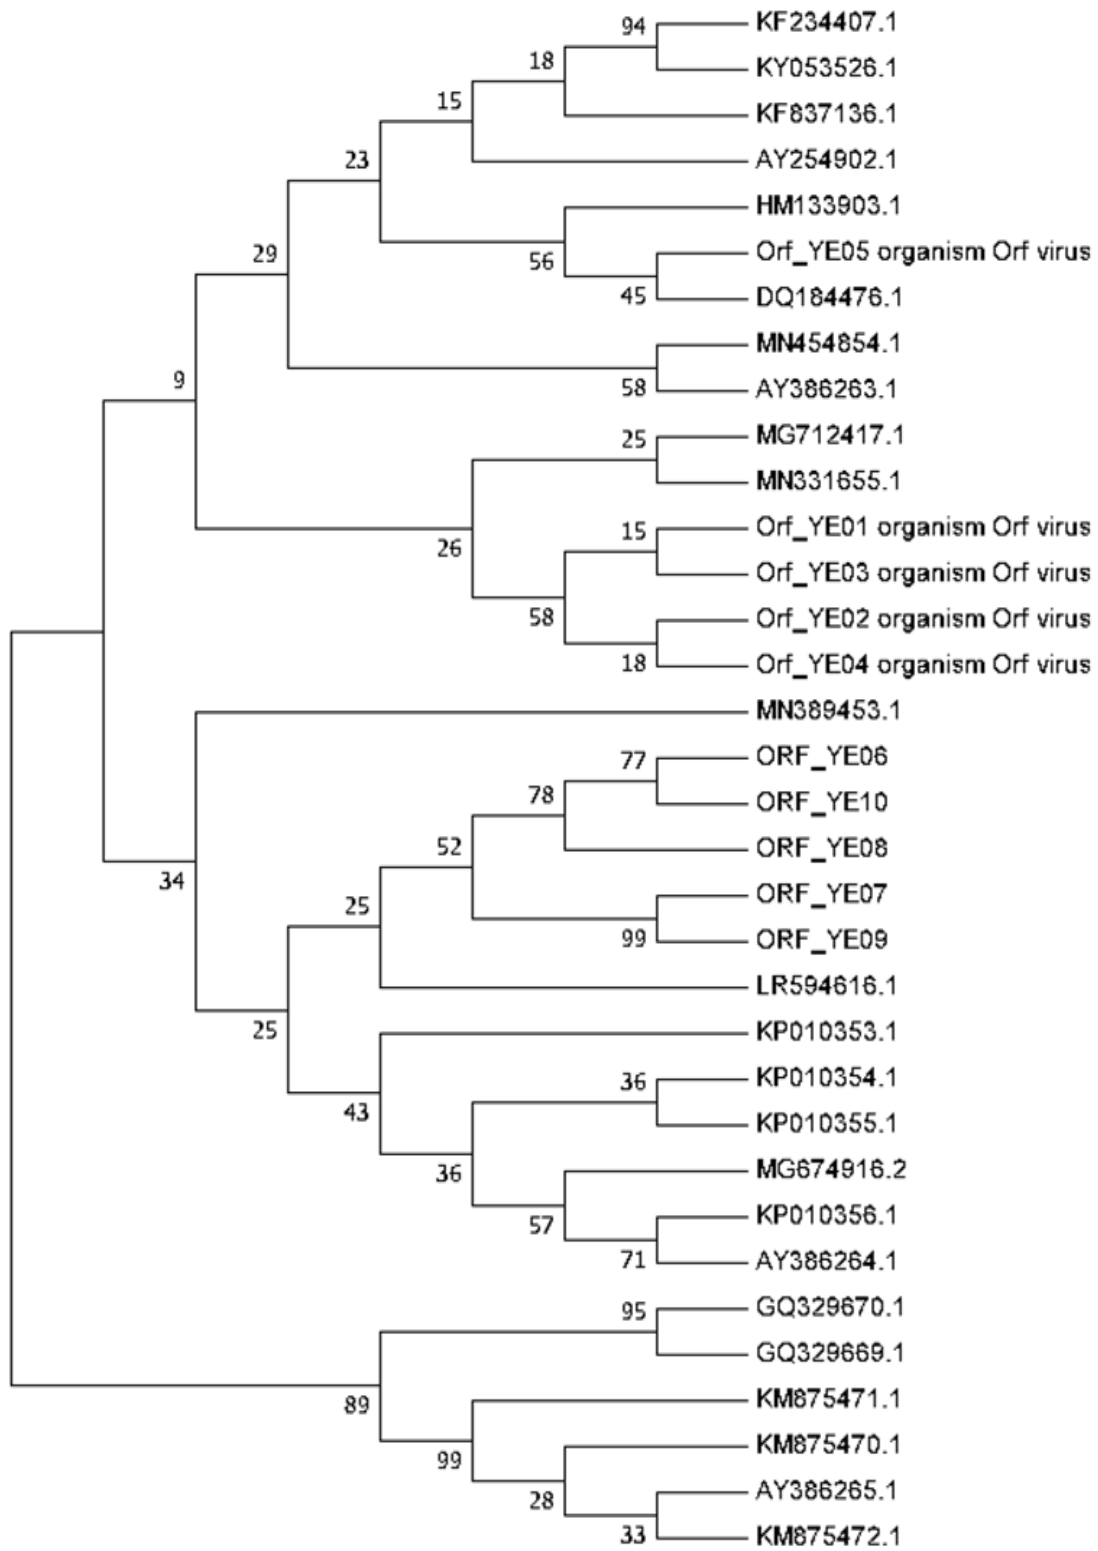 94
KF234407.1
18
KY053526.1
15
KF837136.1
23
AY254902.1
HM133903.1
29
56
Orf_YE05 organism Orf virus
45
DQ184476.1
MN454854.1
9
58
AY386263.1
25
MG712417.1
MN331655.1
15
Orf_YE01 organism Orf virus
26
Orf_YE03 organism Orf virus
58
Orf_YE02 organism Orf virus
18
Orf_YE04 organism Orf virus
MN389453.1
77
ORF_YE06
78
ORF_YE10
52
ORF_YE08
34
25
ORF_YE07
99
ORF_YE09
LR594616.1
25
KP010353.1
36
KP010354.1
43
KP010355.1
36
MG674916.2
57
KP010356.1
71
AY386264.1
95
GQ329670.1
GQ329669.1
89
KM875471.1
99
KM875470.1
28
AY386265.1
33
KM875472.1